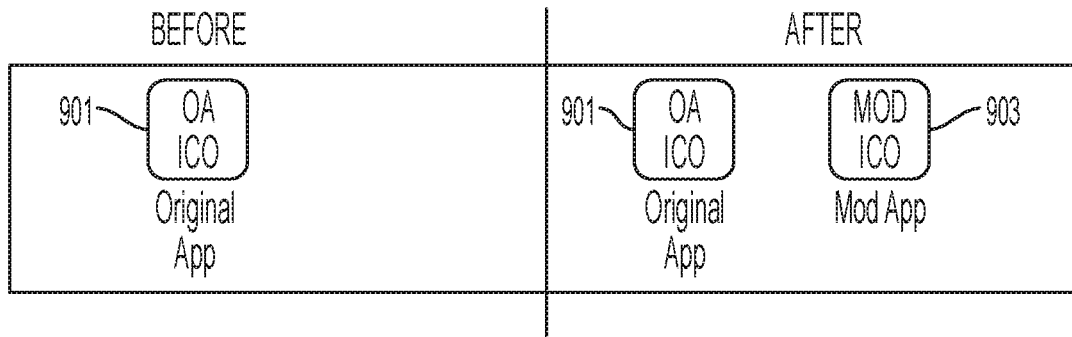 BEFORE
AFTER
901
OA
ICO
Original
App
901
OA
ICO
Original
App
MOD
ICO
903
Mod App